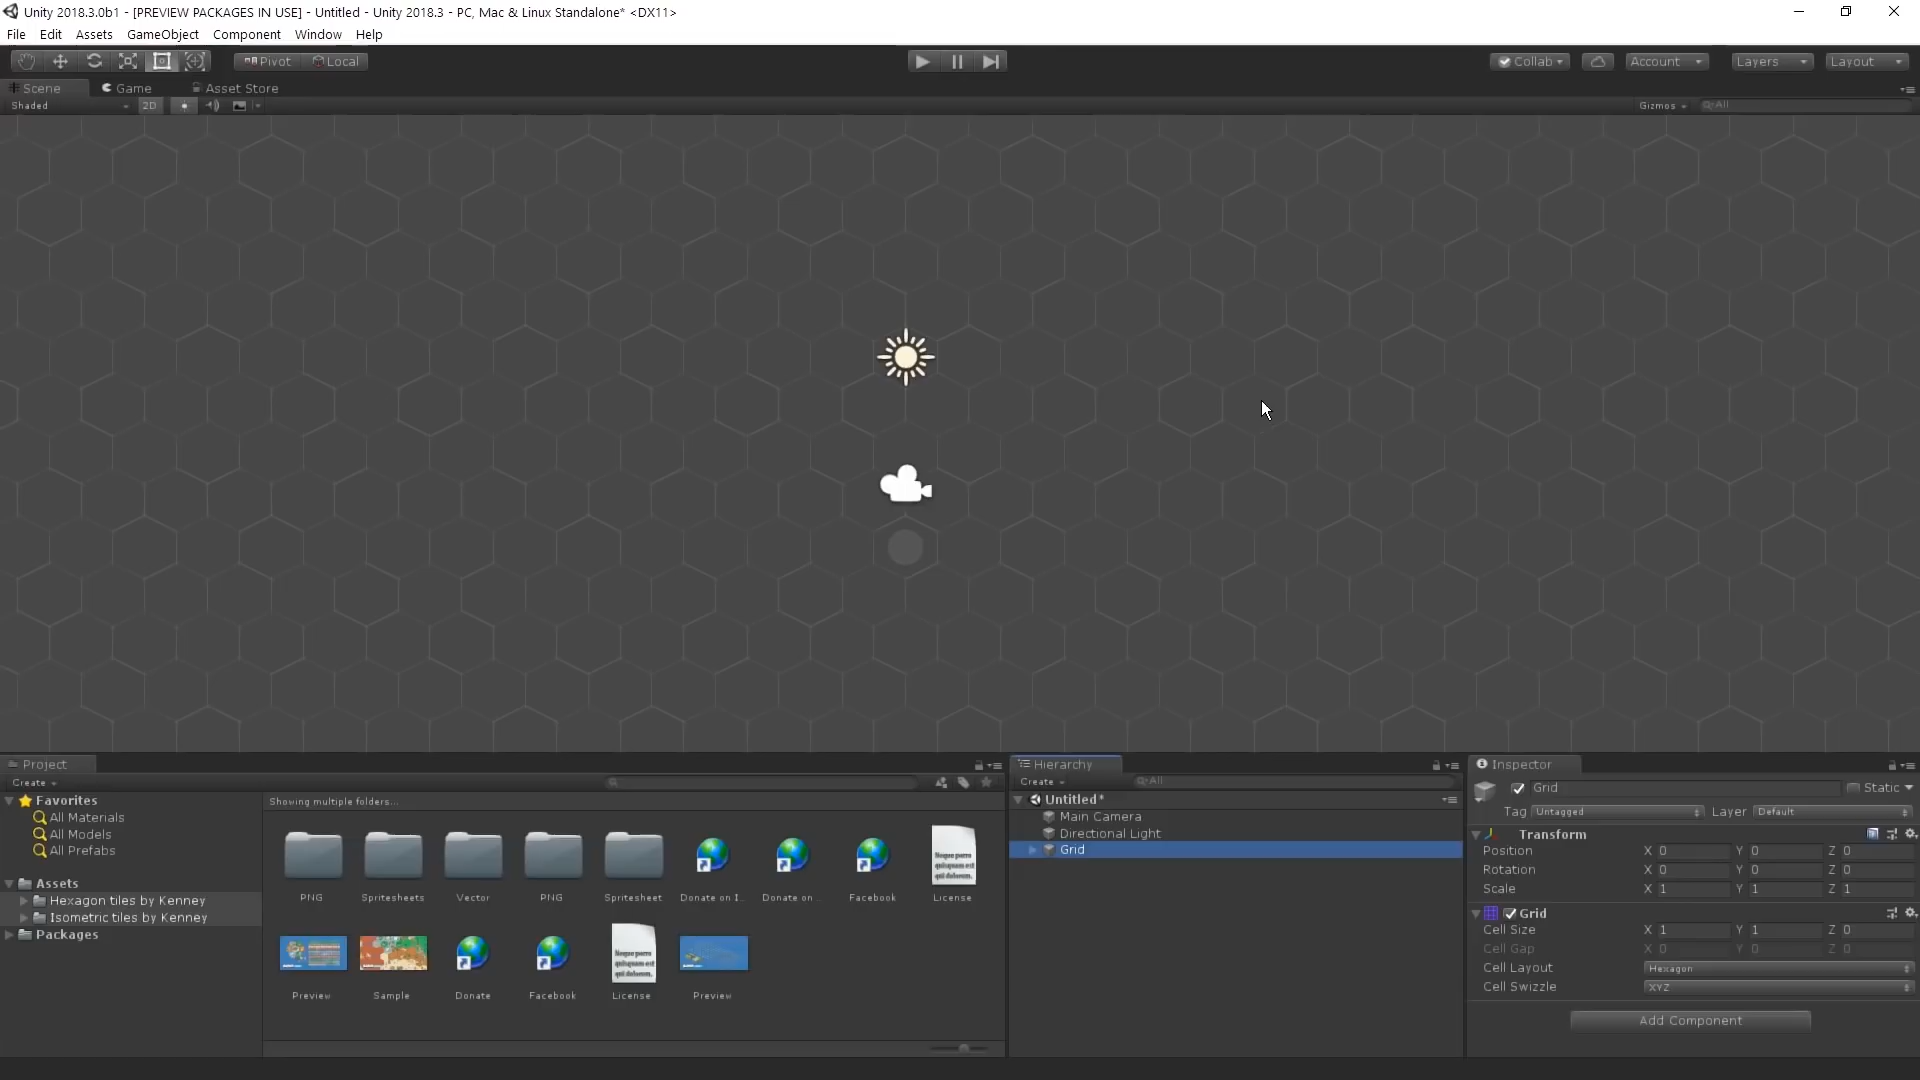 Unity 2018.3.0b1 - [PREVIEW PACKAGES IN USE] - Untitled - Unity 2018.3 - PC, Mac & Linux Standalone* <DX11>
File Edit Assets GameObject Component Window Help
Pivot Local Collab Account Layers Layout
Scene Game Asset Store
Shaded 2D Gizmos All
Project
Create
Favorites
All Materials
All Models
All Prefabs
Assets
Hexagon tiles by Kenney
Isometric tiles by Kenney
Packages
Showing multiple folders...
PNG Spritesheets Vector PNG Spritesheet Donate on I.. Donate on .. Facebook License
Preview Sample Donate Facebook License Preview
Hierarchy
Create All
Untitled*
Main Camera
Directional Light
Grid
Inspector
Grid Static
Tag Untagged Layer Default
Transform
Position X 0 Y 0 Z 0
Rotation X 0 Y 0 Z 0
Scale X 1 Y 1 Z 1
Grid
Cell Size X 1 Y 1 Z 0
Cell Gap X 0 Y 0 Z 0
Cell Layout Hexagon
Cell Swizzle XYZ
Add Component